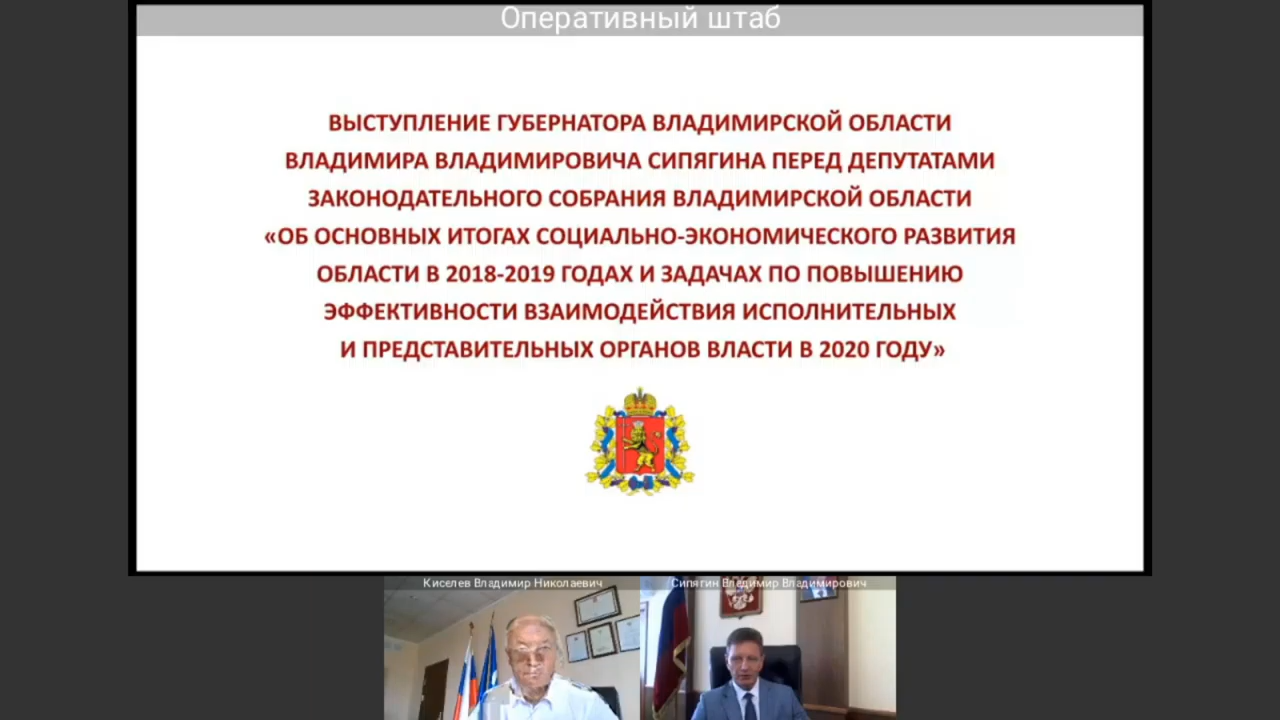 Оперативный штаб
ВЫСТУПЛЕНИЕ ГУБЕРНАТОРА ВЛАДИМИРСКОЙ ОБЛАСТИ
ВЛАДИМИРА ВЛАДИМИРОВИЧА СИПЯГИНА ПЕРЕД ДЕПУТАТАМИ
ЗАКОНОДАТЕЛЬНОГО СОБРАНИЯ ВЛАДИМИРСКОЙ ОБЛАСТИ
«ОБ ОСНОВНЫХ ИТОГАХ СОЦИАЛЬНО-ЭКОНОМИЧЕСКОГО РАЗВИТИЯ
ОБЛАСТИ В 2018-2019 ГОДАХ И ЗАДАЧАХ ПО ПОВЫШЕНИЮ
ЭФФЕКТИВНОСТИ ВЗАИМОДЕЙСТВИЯ ИСПОЛНИТЕЛЬНЫХ
И ПРЕДСТАВИТЕЛЬНЫХ ОРГАНОВ ВЛАСТИ В 2020 ГОДУ»
Киселев Владимир Николаевич
Сипягин Владимир Владимирович